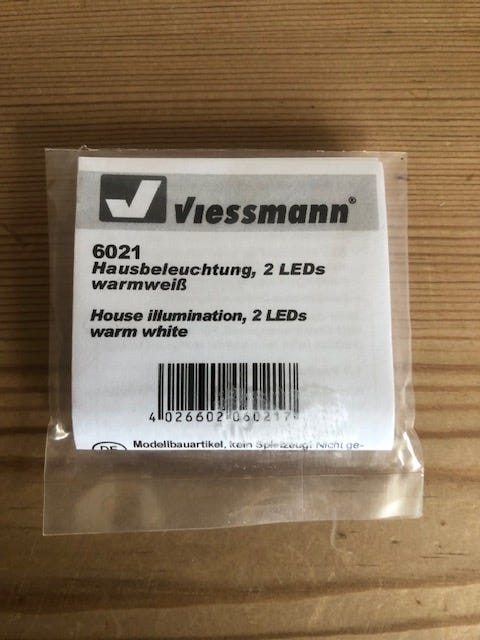 Viessmann®
6021
Hausbeleuchtung, 2 LEDs
warmweiß
House illumination, 2 LEDs
warm white
4 026602 060217
DE Modellbauartikel, kein Spielzeug! Nicht ge-